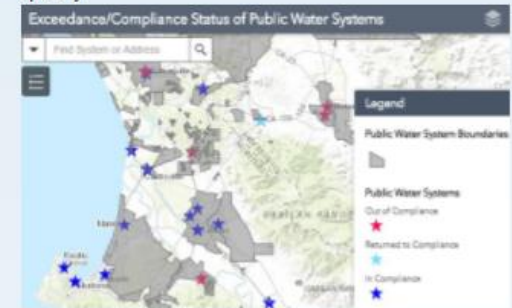 Exceedance/Compliance Status of Public Water Systems
Find System or Address
Legend
Public Water System Boundaries
Public Water Systems
Out of Compliance
Returned to Compliance
In Compliance